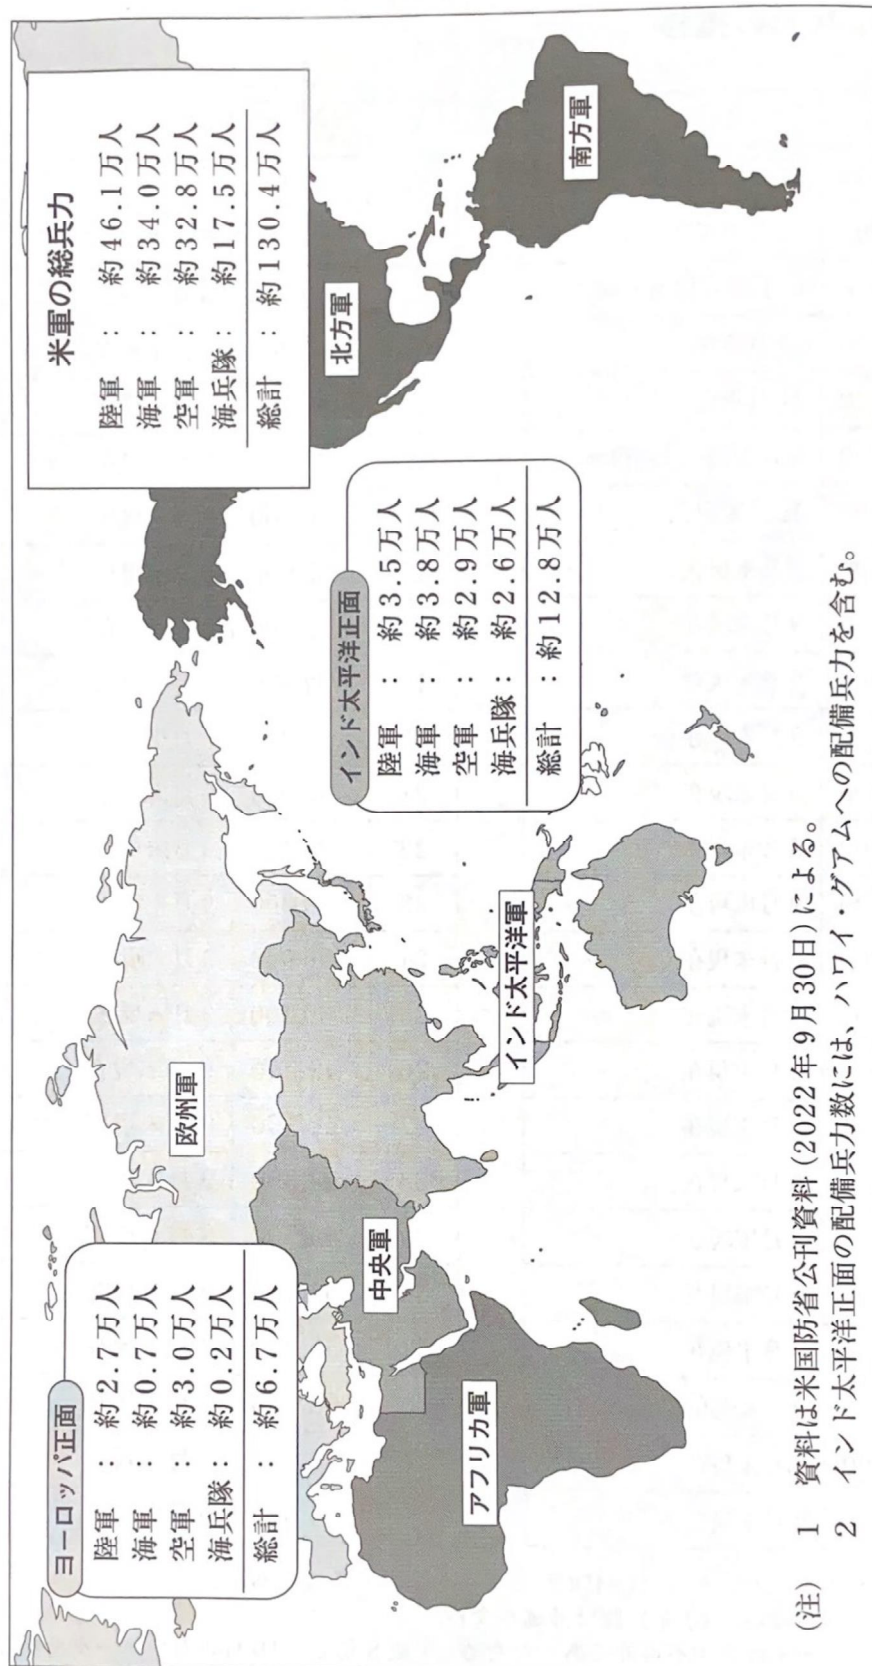 米軍の総兵力
陸軍 : 約46.1万人
海軍 : 約34.0万人
空軍 : 約32.8万人
海兵隊 : 約17.5万人
総計 : 約130.4万人
ヨーロッパ正面
陸軍 : 約2.7万人
海軍 : 約0.7万人
空軍 : 約3.0万人
海兵隊 : 約0.2万人
総計 : 約6.7万人
インド太平洋正面
陸軍 : 約3.5万人
海軍 : 約3.8万人
空軍 : 約2.9万人
海兵隊 : 約2.6万人
総計 : 約12.8万人
欧州軍
中央軍
アフリカ軍
インド太平洋軍
北方軍
南方軍
(注) 1 資料は米国防省公刊資料(2022年9月30日)による。
2 インド太平洋正面の配備兵力数には、ハワイ・グアムへの配備兵力を含む。